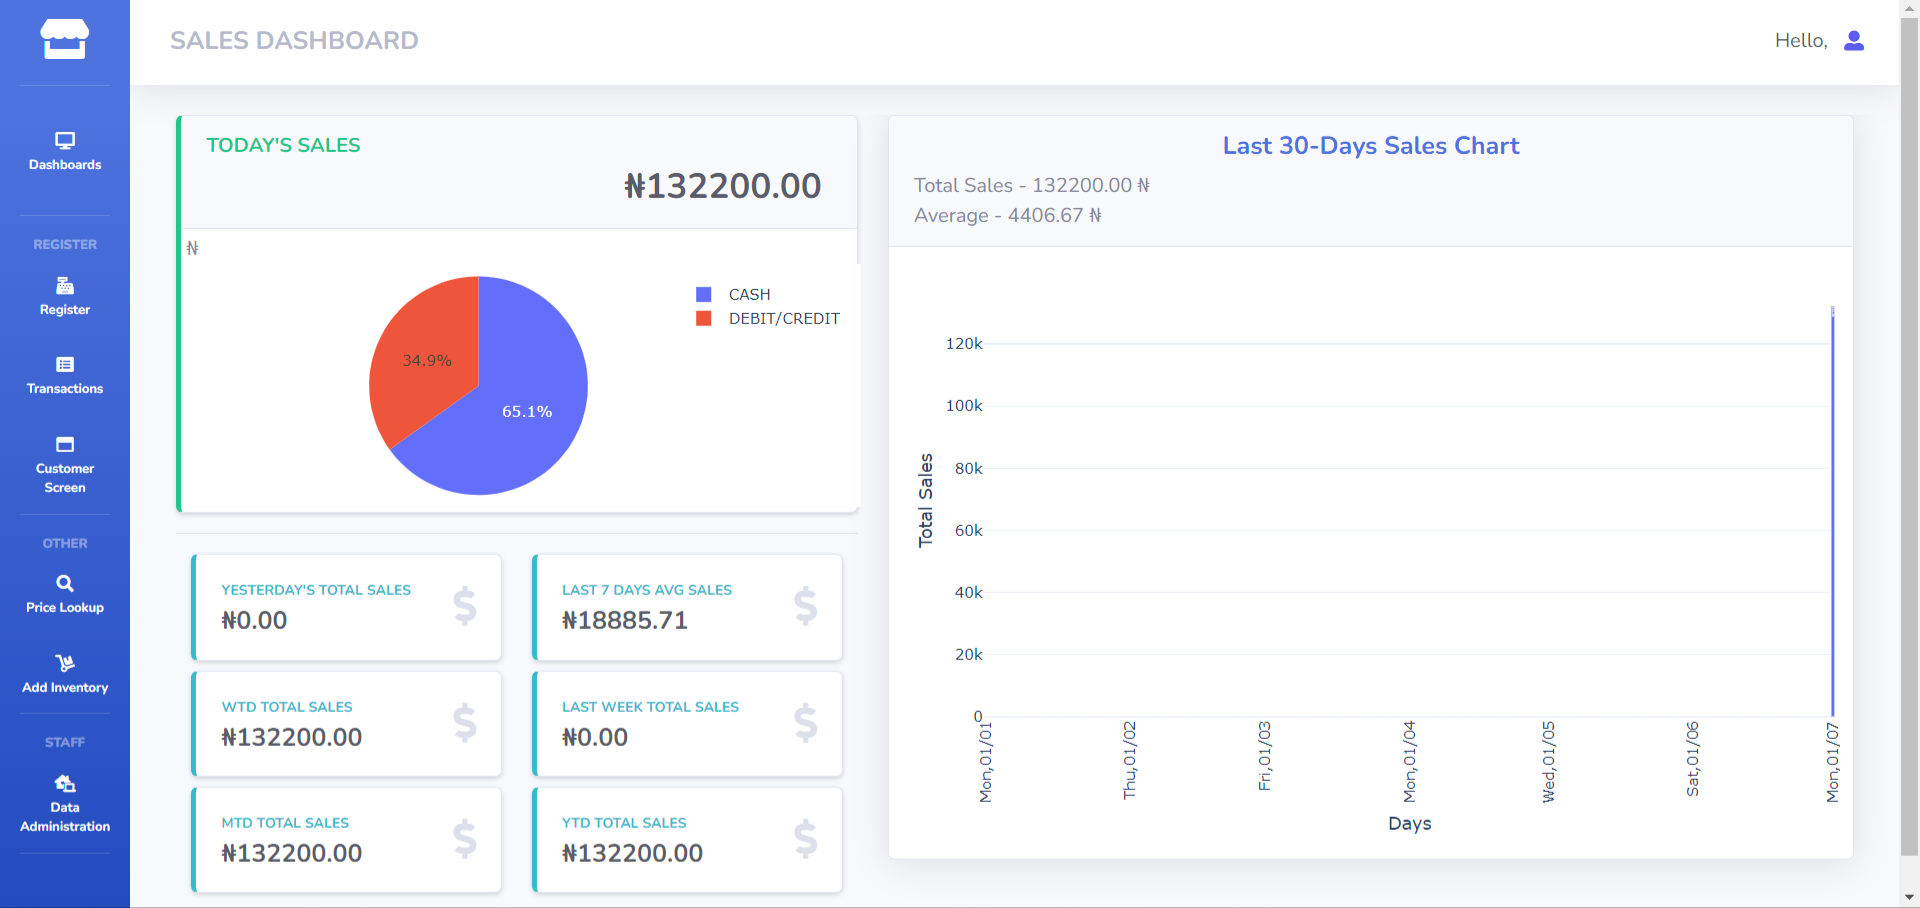 SALES DASHBOARD
Hello,
Dashboards
REGISTER
Register
Transactions
Customer
Screen
OTHER
Price Lookup
Add Inventory
STAFF
Data
Administration
TODAY'S SALES
₦132200.00
₦
CASH
DEBIT/CREDIT
34.9%
65.1%
YESTERDAY'S TOTAL SALES
₦0.00
LAST 7 DAYS AVG SALES
₦18885.71
WTD TOTAL SALES
₦132200.00
LAST WEEK TOTAL SALES
₦0.00
MTD TOTAL SALES
₦132200.00
YTD TOTAL SALES
₦132200.00
Last 30-Days Sales Chart
Total Sales - 132200.00 ₦
Average - 4406.67 ₦
Total Sales
120k
100k
80k
60k
40k
20k
0
Mon,01/01
Thu,01/02
Fri,01/03
Mon,01/04
Wed,01/05
Sat,01/06
Mon,01/07
Days